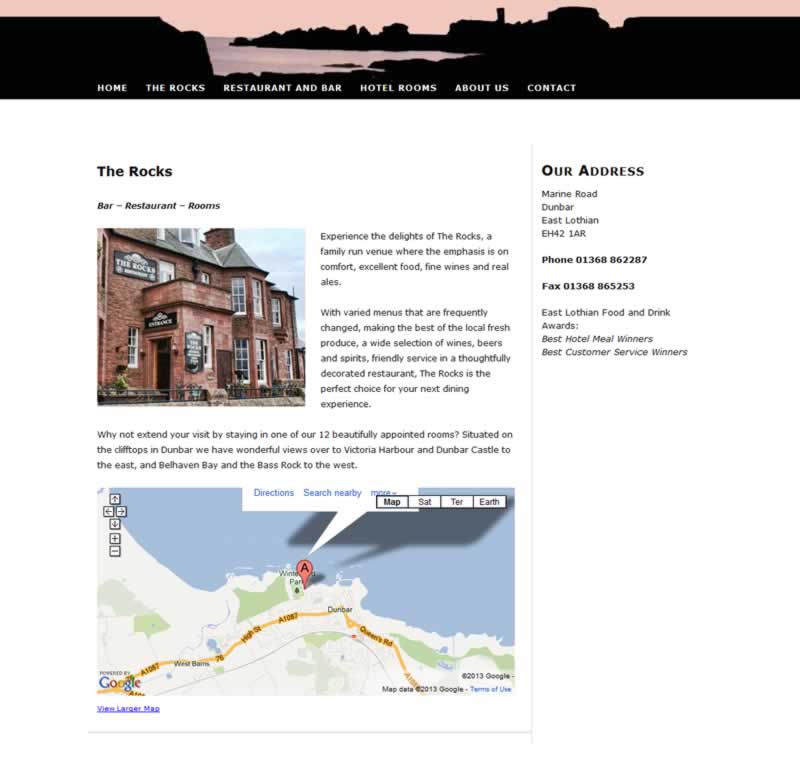 HOME THE ROCKS RESTAURANT AND BAR HOTEL ROOMS ABOUT US CONTACT
The Rocks
Bar – Restaurant – Rooms
THE ROCKS
ENTRANCE
THE ROCKS
Experience the delights of The Rocks, a
family run venue where the emphasis is on
comfort, excellent food, fine wines and real
ales.
With varied menus that are frequently
changed, making the best of the local fresh
produce, a wide selection of wines, beers
and spirits, friendly service in a thoughtfully
decorated restaurant, The Rocks is the
perfect choice for your next dining
experience.
Why not extend your visit by staying in one of our 12 beautifully appointed rooms? Situated on
the clifftops in Dunbar we have wonderful views over to Victoria Harbour and Dunbar Castle to
the east, and Belhaven Bay and the Bass Rock to the west.
Directions Search nearby more
Map Sat Ter Earth
A
Park
Dunbar
A1087
High St
Queen's Rd
West Barns
76
A1087
POWERED BY
Google
©2013 Google -
Map data ©2013 Google - Terms of Use
View Larger Map
OUR ADDRESS
Marine Road
Dunbar
East Lothian
EH42 1AR
Phone 01368 862287
Fax 01368 865253
East Lothian Food and Drink
Awards:
Best Hotel Meal Winners
Best Customer Service Winners